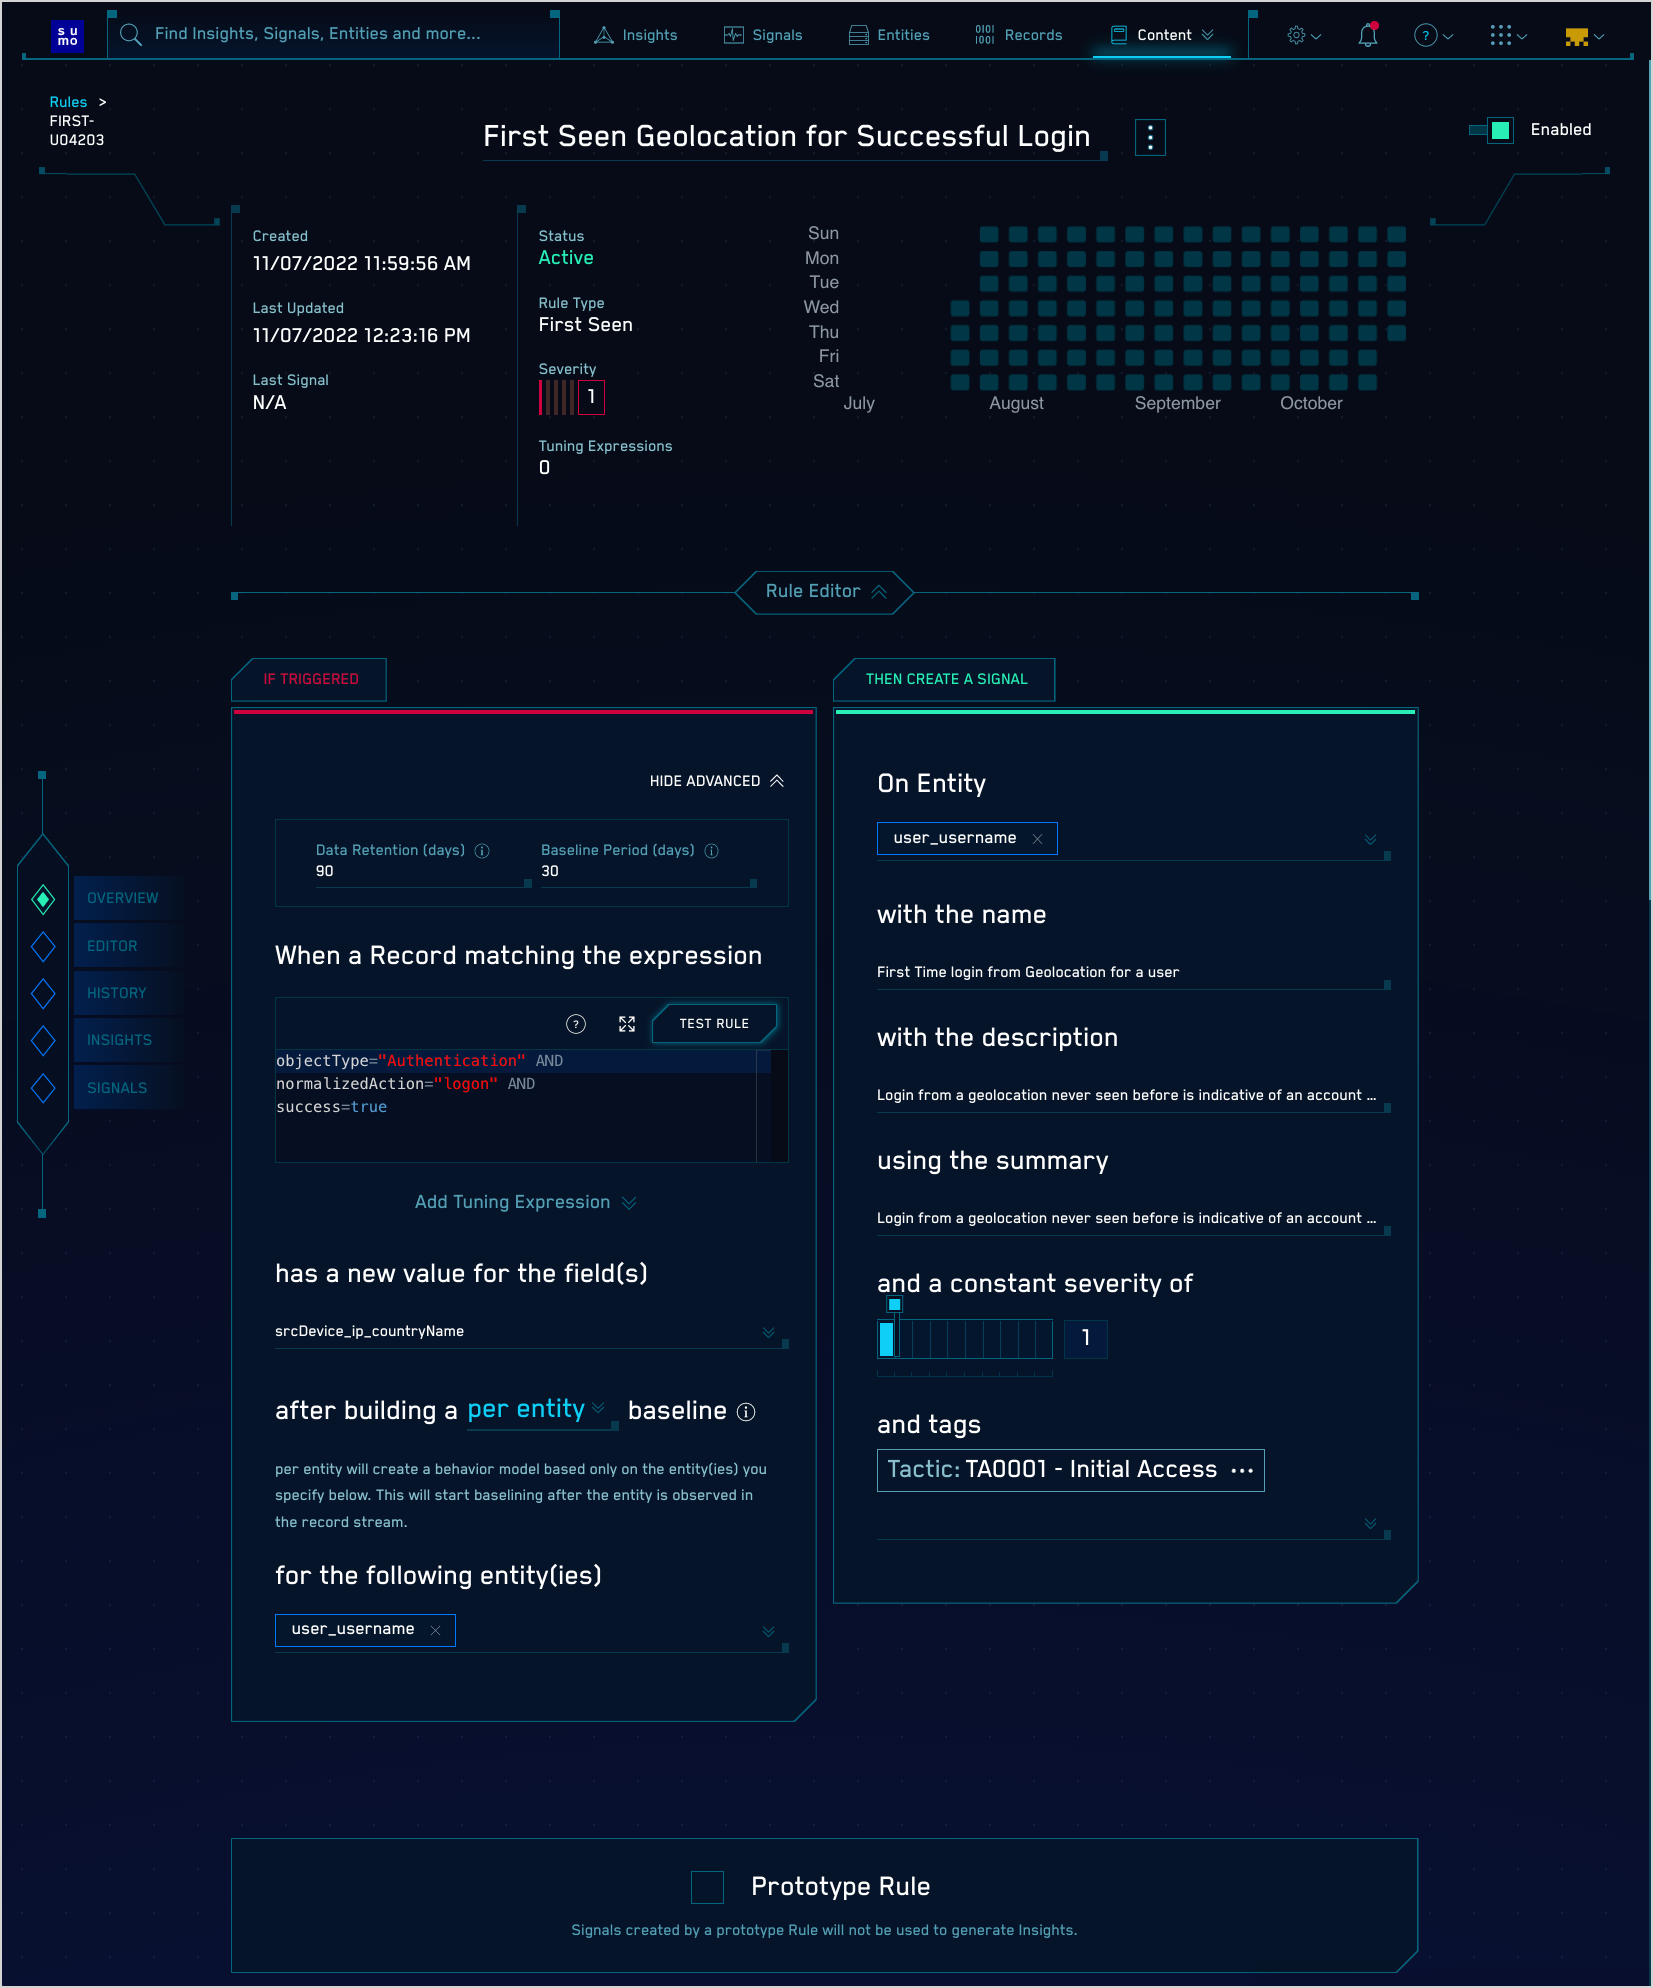 su
mo
Find Insights, Signals, Entities and more...
Insights
Signals
Entities
0101
1001
Records
Content
?
Rules >
FIRST-
U04203
First Seen Geolocation for Successful Login
Enabled
Created
11/07/2022 11:59:56 AM
Last Updated
11/07/2022 12:23:16 PM
Last Signal
N/A
Status
Active
Rule Type
First Seen
Severity
1
Tuning Expressions
0
Sun
Mon
Tue
Wed
Thu
Fri
Sat
July
August
September
October
Rule Editor
OVERVIEW
EDITOR
HISTORY
INSIGHTS
SIGNALS
IF TRIGGERED
HIDE ADVANCED
Data Retention (days)
90
Baseline Period (days)
30
When a Record matching the expression
?
TEST RULE
objectType="Authentication" AND
normalizedAction="logon" AND
success=true
Add Tuning Expression
has a new value for the field(s)
srcDevice_ip_countryName
after building a per entity baseline
per entity will create a behavior model based only on the entity(ies) you
specify below. This will start baselining after the entity is observed in
the record stream.
for the following entity(ies)
user_username
THEN CREATE A SIGNAL
On Entity
user_username
with the name
First Time login from Geolocation for a user
with the description
Login from a geolocation never seen before is indicative of an account ...
using the summary
Login from a geolocation never seen before is indicative of an account ...
and a constant severity of
1
and tags
Tactic: TA0001 - Initial Access ...
Prototype Rule
Signals created by a prototype Rule will not be used to generate Insights.